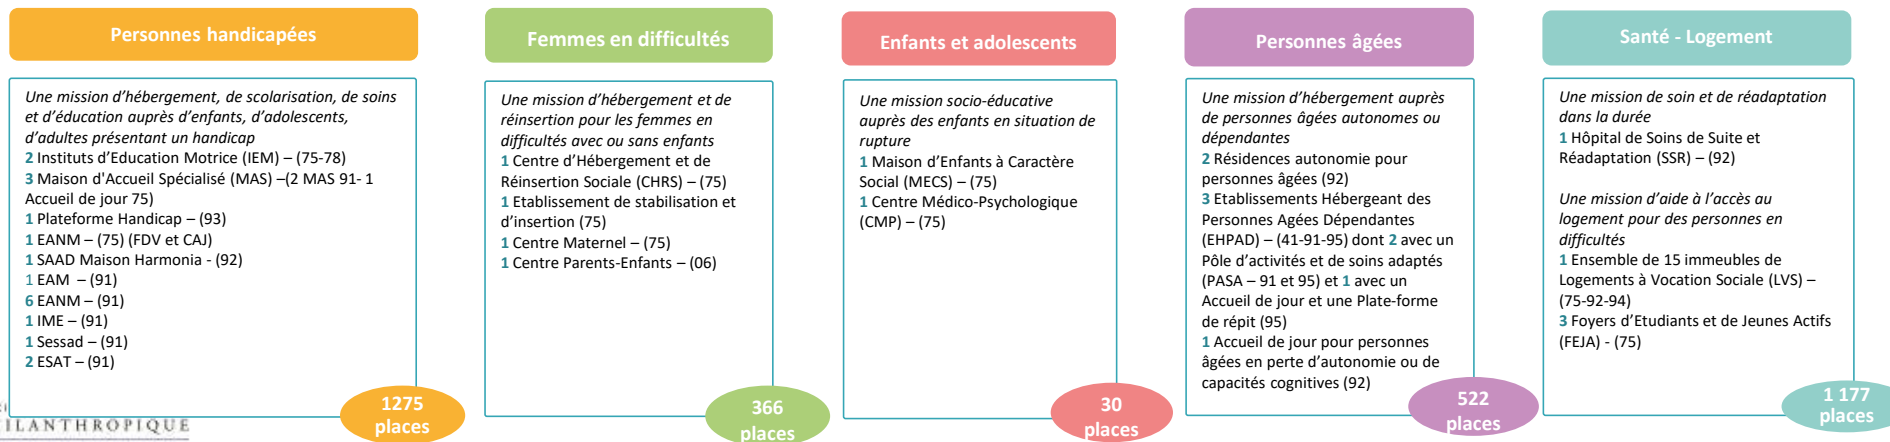 Personnes handicapées
Une mission d'hébergement, de scolarisation, de soins
et d'éducation auprès d'enfants, d'adolescents,
d'adultes présentant un handicap
2 Instituts d'Education Motrice (IEM) – (75-78)
3 Maison d'Accueil Spécialisé (MAS) –(2 MAS 91- 1
Accueil de jour 75)
1 Plateforme Handicap – (93)
1 EANM – (75) (FDV et CAJ)
1 SAAD Maison Harmonia - (92)
1 EAM – (91)
6 EANM – (91)
1 IME – (91)
1 Sessad – (91)
2 ESAT – (91)
1275
places
Femmes en difficultés
Une mission d'hébergement et de
réinsertion pour les femmes en
difficultés avec ou sans enfants
1 Centre d'Hébergement et de
Réinsertion Sociale (CHRS) – (75)
1 Etablissement de stabilisation et
d'insertion (75)
1 Centre Maternel – (75)
1 Centre Parents-Enfants – (06)
366
places
Enfants et adolescents
Une mission socio-éducative
auprès des enfants en situation de
rupture
1 Maison d'Enfants à Caractère
Social (MECS) – (75)
1 Centre Médico-Psychologique
(CMP) – (75)
30
places
Personnes âgées
Une mission d'hébergement auprès
de personnes âgées autonomes ou
dépendantes
2 Résidences autonomie pour
personnes âgées (92)
3 Etablissements Hébergeant des
Personnes Agées Dépendantes
(EHPAD) – (41-91-95) dont 2 avec un
Pôle d'activités et de soins adaptés
(PASA – 91 et 95) et 1 avec un
Accueil de jour et une Plate-forme
de répit (95)
1 Accueil de jour pour personnes
âgées en perte d'autonomie ou de
capacités cognitives (92)
522
places
Santé - Logement
Une mission de soin et de réadaptation
dans la durée
1 Hôpital de Soins de Suite et
Réadaptation (SSR) – (92)
Une mission d'aide à l'accès au
logement pour des personnes en
difficultés
1 Ensemble de 15 immeubles de
Logements à Vocation Sociale (LVS) –
(75-92-94)
3 Foyers d'Etudiants et de Jeunes Actifs
(FEJA) - (75)
1 177
places
ILANTHROPIQUE